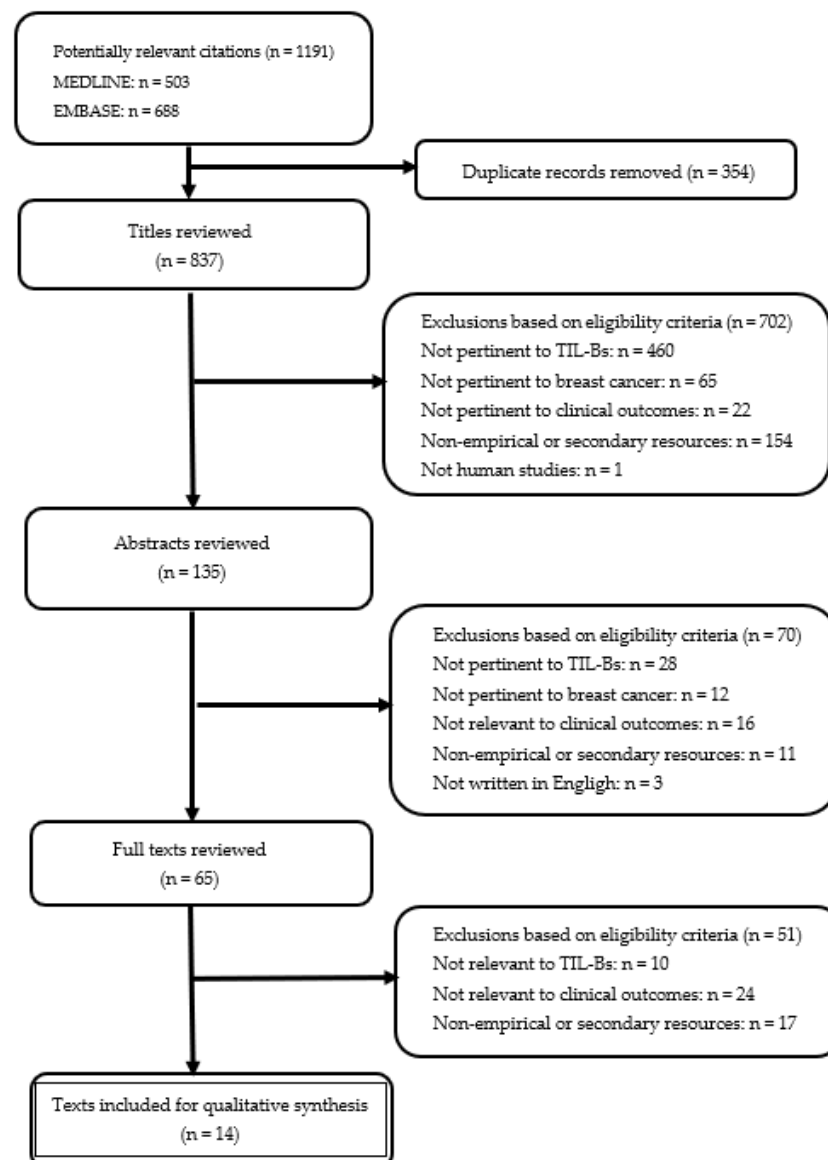 Potentially relevant citations (n = 1191)
MEDLINE: n = 503
EMBASE: n = 688
Duplicate records removed (n = 354)
Titles reviewed
(n = 837)
Exclusions based on eligibility criteria (n = 702)
Not pertinent to TIL-Bs: n = 460
Not pertinent to breast cancer: n = 65
Not pertinent to clinical outcomes: n = 22
Non-empirical or secondary resources: n = 154
Not human studies: n = 1
Abstracts reviewed
(n = 135)
Exclusions based on eligibility criteria (n = 70)
Not pertinent to TIL-Bs: n = 28
Not pertinent to breast cancer: n = 12
Not relevant to clinical outcomes: n = 16
Non-empirical or secondary resources: n = 11
Not written in Engligh: n = 3
Full texts reviewed
(n = 65)
Exclusions based on eligibility criteria (n = 51)
Not relevant to TIL-Bs: n = 10
Not relevant to clinical outcomes: n = 24
Non-empirical or secondary resources: n = 17
Texts included for qualitative synthesis
(n = 14)